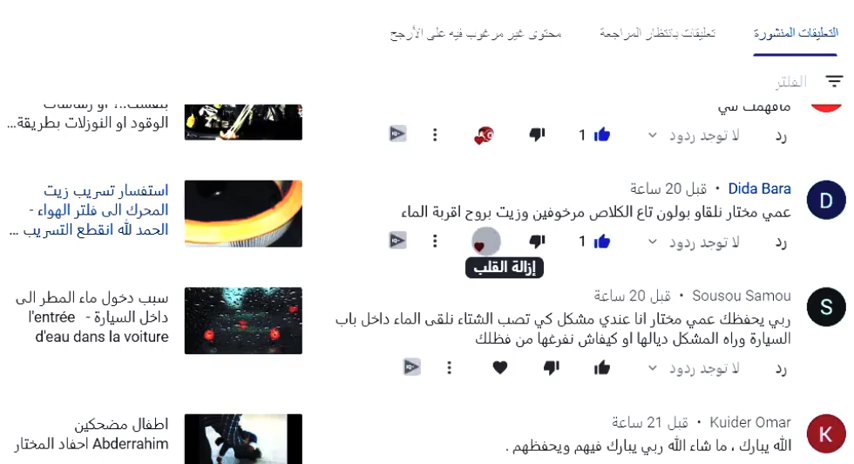 التعليقات المنشورة
تعليقات بانتظار المراجعة
محتوى غير مرغوب فيه على الأرجح
الفلتر
مافهمت شي
الوقود او النوزلات بطريقة...
رد
لا توجد ردود
1
Dida Bara • قبل 20 ساعة
عمي مختار نلقاو بولون تاع الكلاص مرخوفين وزيت بروح اقربة الماء
رد
لا توجد ردود
1
إزالة القلب
استفسار تسريب زيت
المحرك الى فلتر الهواء -
الحمد لله انقطع التسريب ...
Sousou Samou • قبل 20 ساعة
ربي يحفظك عمي مختار انا عندي مشكل كي تصب الشتاء نلقى الماء داخل باب
السيارة وراه المشكل ديالها او كيفاش نفرغها من فظلك
رد
لا توجد ردود
سبب دخول ماء المطر الى
داخل السيارة - l'entrée
d'eau dans la voiture
Kuider Omar • قبل 21 ساعة
الله يبارك ، ما شاء الله ربي يبارك فيهم ويحفظهم .
اطفال مضحكين
Abderrahim احفاد المختار
D
S
K